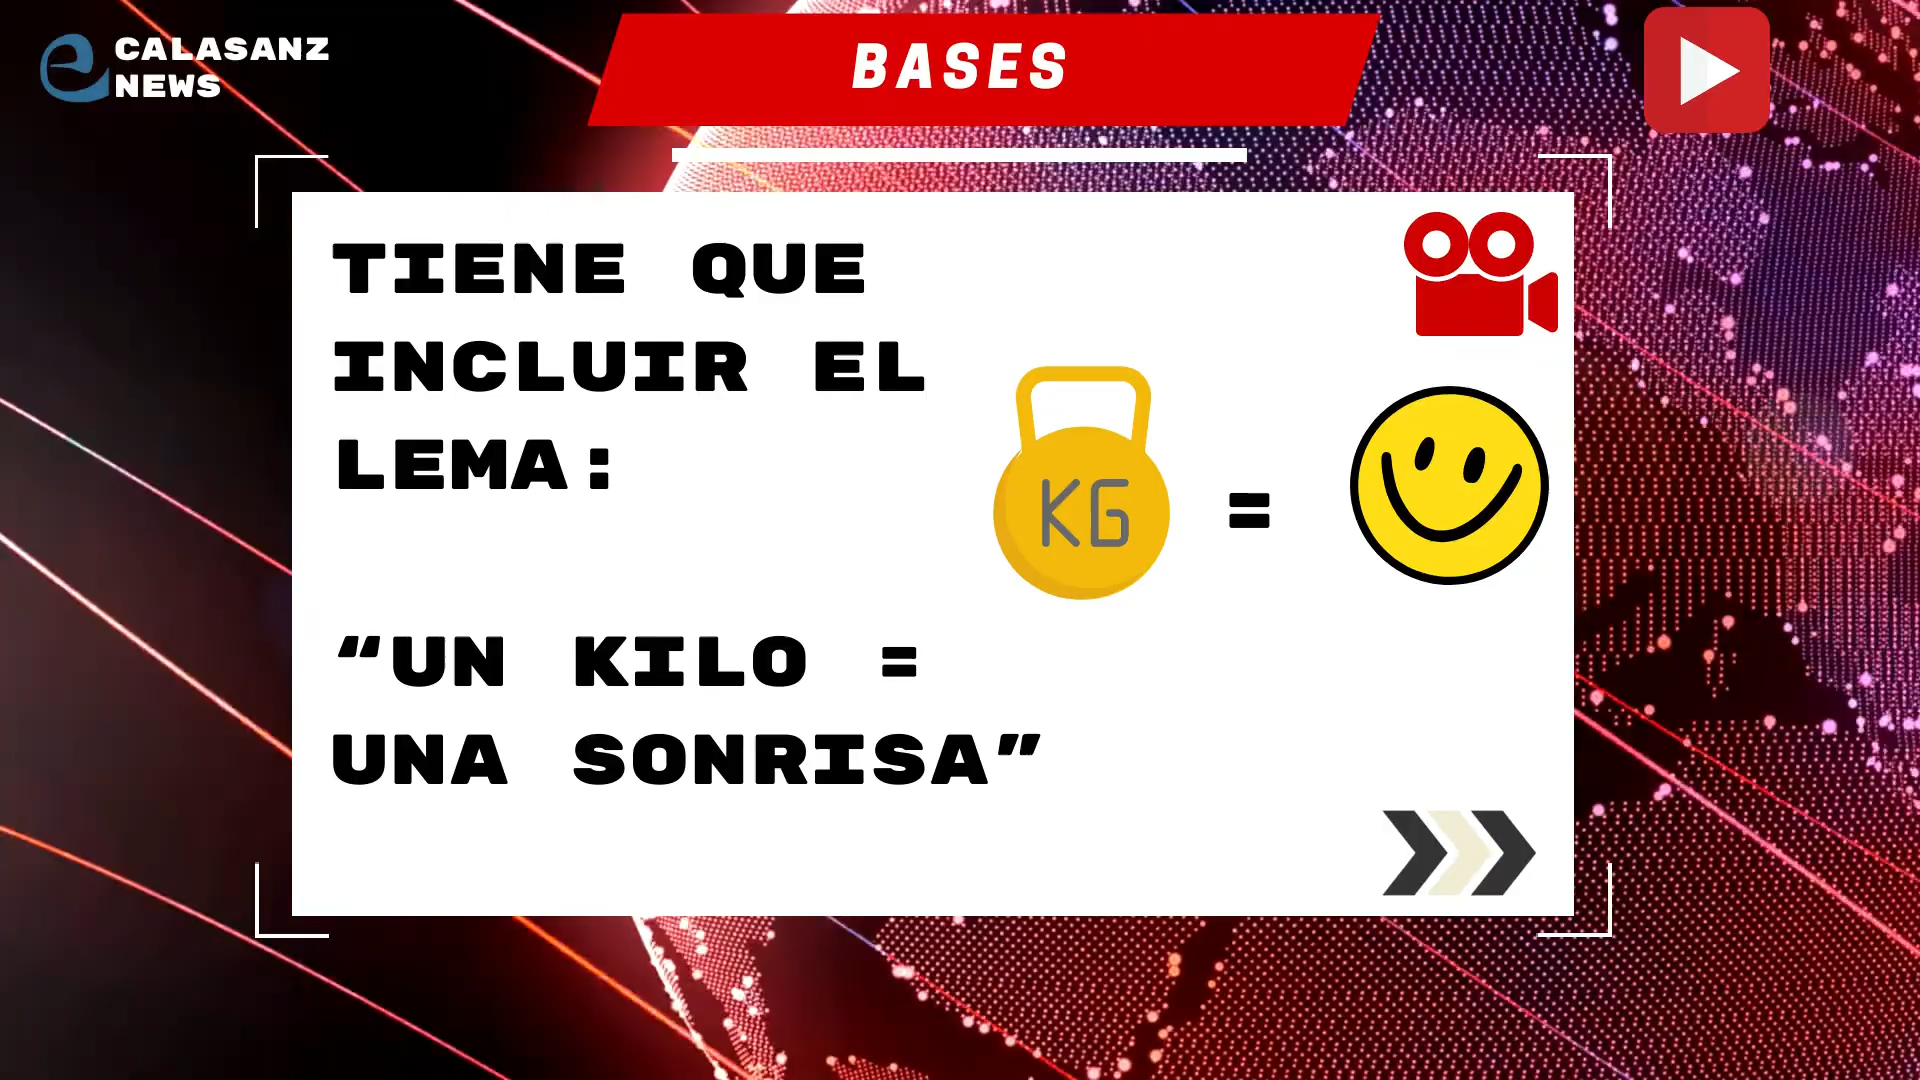 CALASANZ
NEWS
BASES
TIENE QUE
INCLUIR EL
LEMA:
KG
=
“UN KILO =
UNA SONRISA”